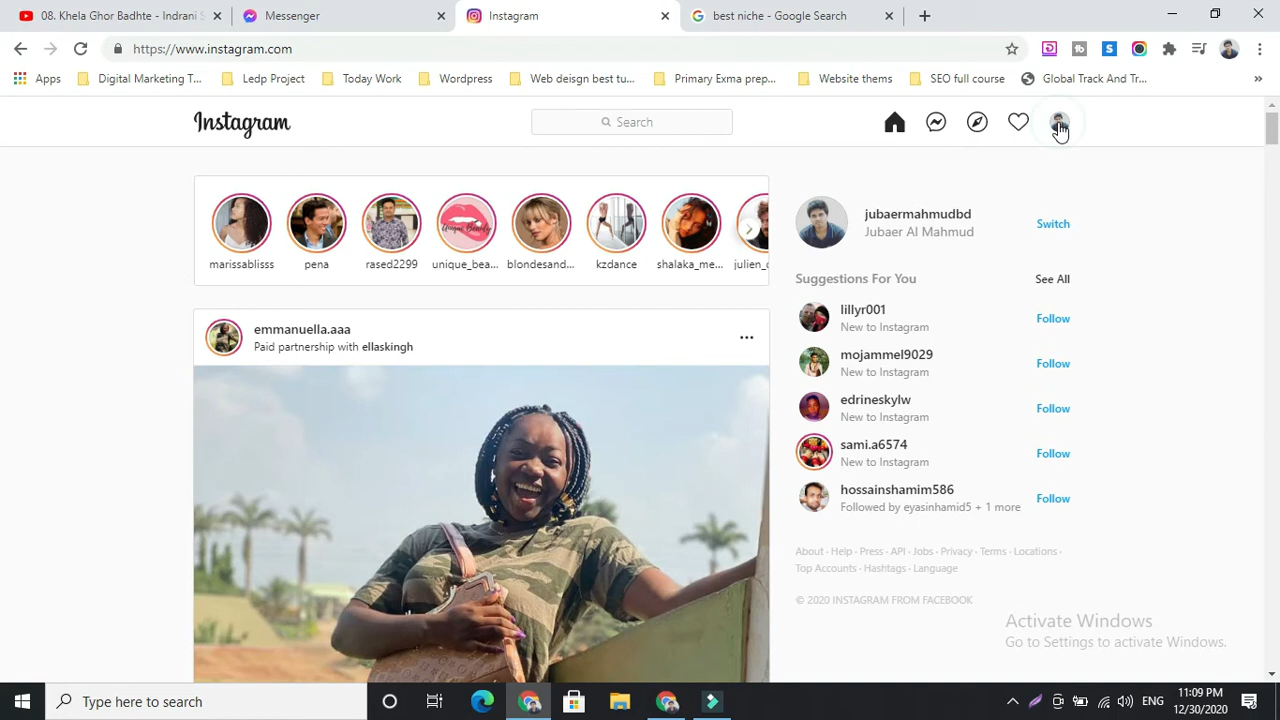 08. Khela Ghor Badhte - Indrani S
Messenger
Instagram
best niche - Google Search
https://www.instagram.com
Apps
Digital Marketing T...
Ledp Project
Today Work
Wordpress
Web deisgn best tu...
Primary Exma prep...
Website thems
SEO full course
Global Track And Tr...
Instagram
Search
marissablisss
pena
rased2299
unique_bea...
blondesand...
kzdance
shalaka_me...
Unique Beauty
jubaermahmudbd
Jubaer Al Mahmud
Switch
Suggestions For You
See All
lillyr001
New to Instagram
Follow
mojammel9029
New to Instagram
Follow
edrineskylw
New to Instagram
Follow
sami.a6574
New to Instagram
Follow
hossainshamim586
Followed by eyasinhamid5 + 1 more
Follow
About · Help · Press · API · Jobs · Privacy · Terms · Locations ·
Top Accounts · Hashtags · Language
© 2020 INSTAGRAM FROM FACEBOOK
emmanuella.aaa
Paid partnership with ellaskingh
Activate Windows
Go to Settings to activate Windows.
Type here to search
ENG
11:09 PM
12/30/2020